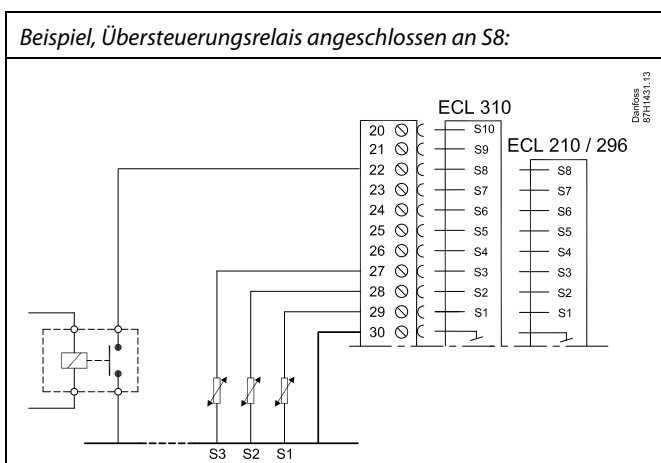 Beispiel, Übersteuerungsrelais angeschlossen an S8:
Danfoss
87H1431.13
ECL 310
ECL 210 / 296
20 S10
21 S9
22 S8 S8
23 S7 S7
24 S6 S6
25 S5 S5
26 S4 S4
27 S3 S3
28 S2 S2
29 S1 S1
30
S3 S2 S1